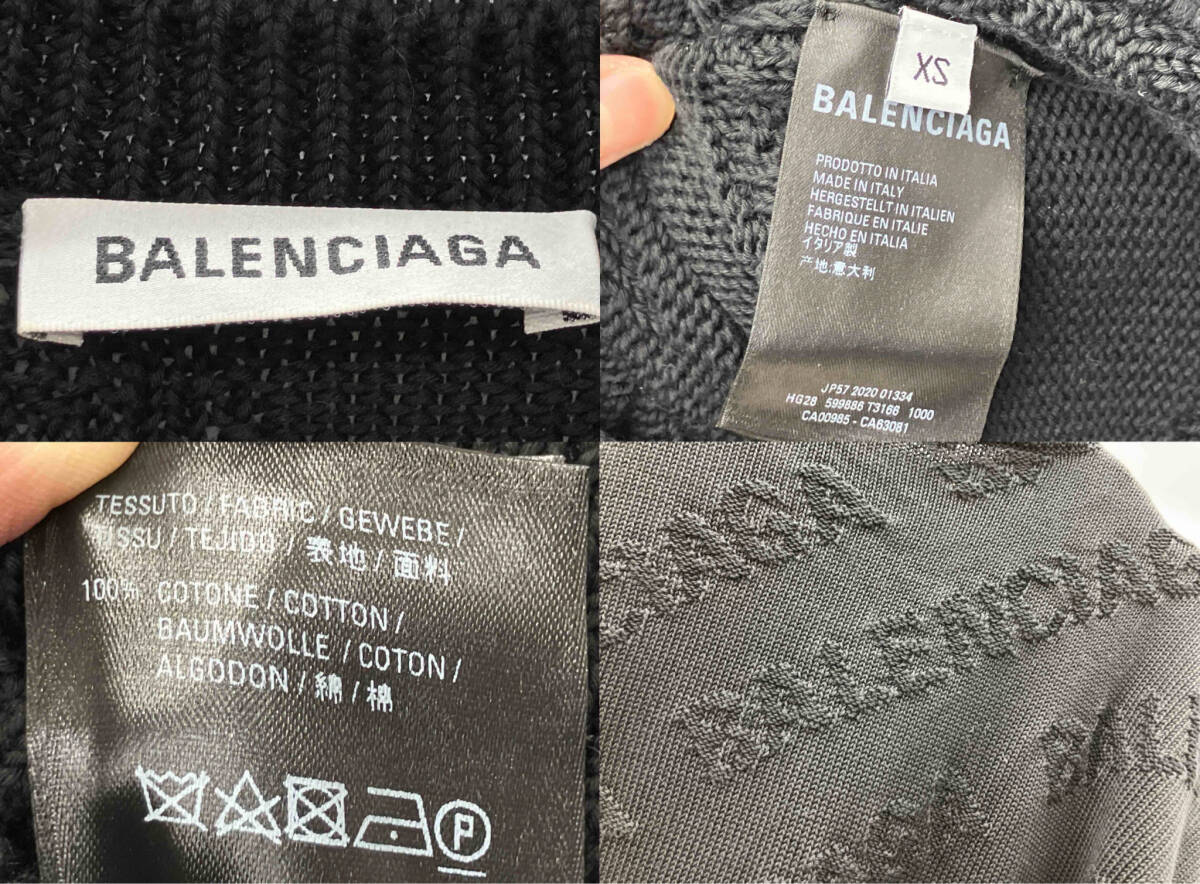 BALENCIAGA
XS
BALENCIAGA
PRODOTTO IN ITALIA
MADE IN ITALY
HERGESTELLT IN ITALIEN
FABRIQUE EN ITALIE
HECHO EN ITALIA
イタリア製
产地:意大利
JP57 2020 01334
HG28 599886 T3166 1000
CA00985 - CA63081
TESSUTO / FABRIC / GEWEBE /
TISSU / TEJIDO / 表地 / 面料
100% COTONE / COTTON /
BAUMWOLLE / COTON /
ALGODON / 綿 / 棉
P
BALENCIAGA